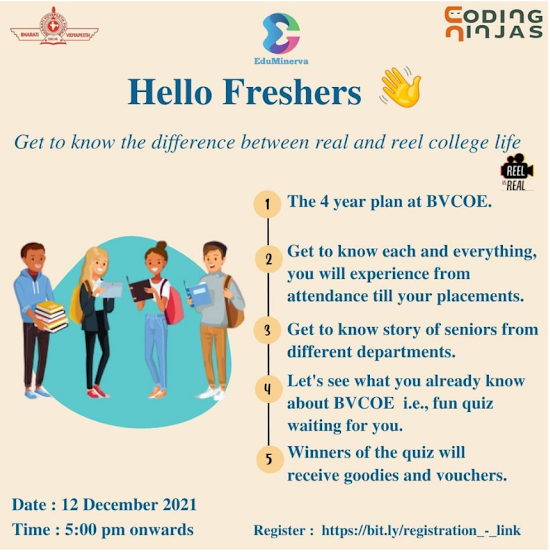 BHARATI VIDYAPEETH
CODING
NINJAS
EduMinerva
Hello Freshers
Get to know the difference between real and reel college life
REEL
REAL
1 The 4 year plan at BVCOE.
2 Get to know each and everything,
you will experience from
attendance till your placements.
3 Get to know story of seniors from
different departments.
4 Let's see what you already know
about BVCOE i.e., fun quiz
waiting for you.
5 Winners of the quiz will
receive goodies and vouchers.
Date : 12 December 2021
Time : 5:00 pm onwards
Register : https://bit.ly/registration_-_link